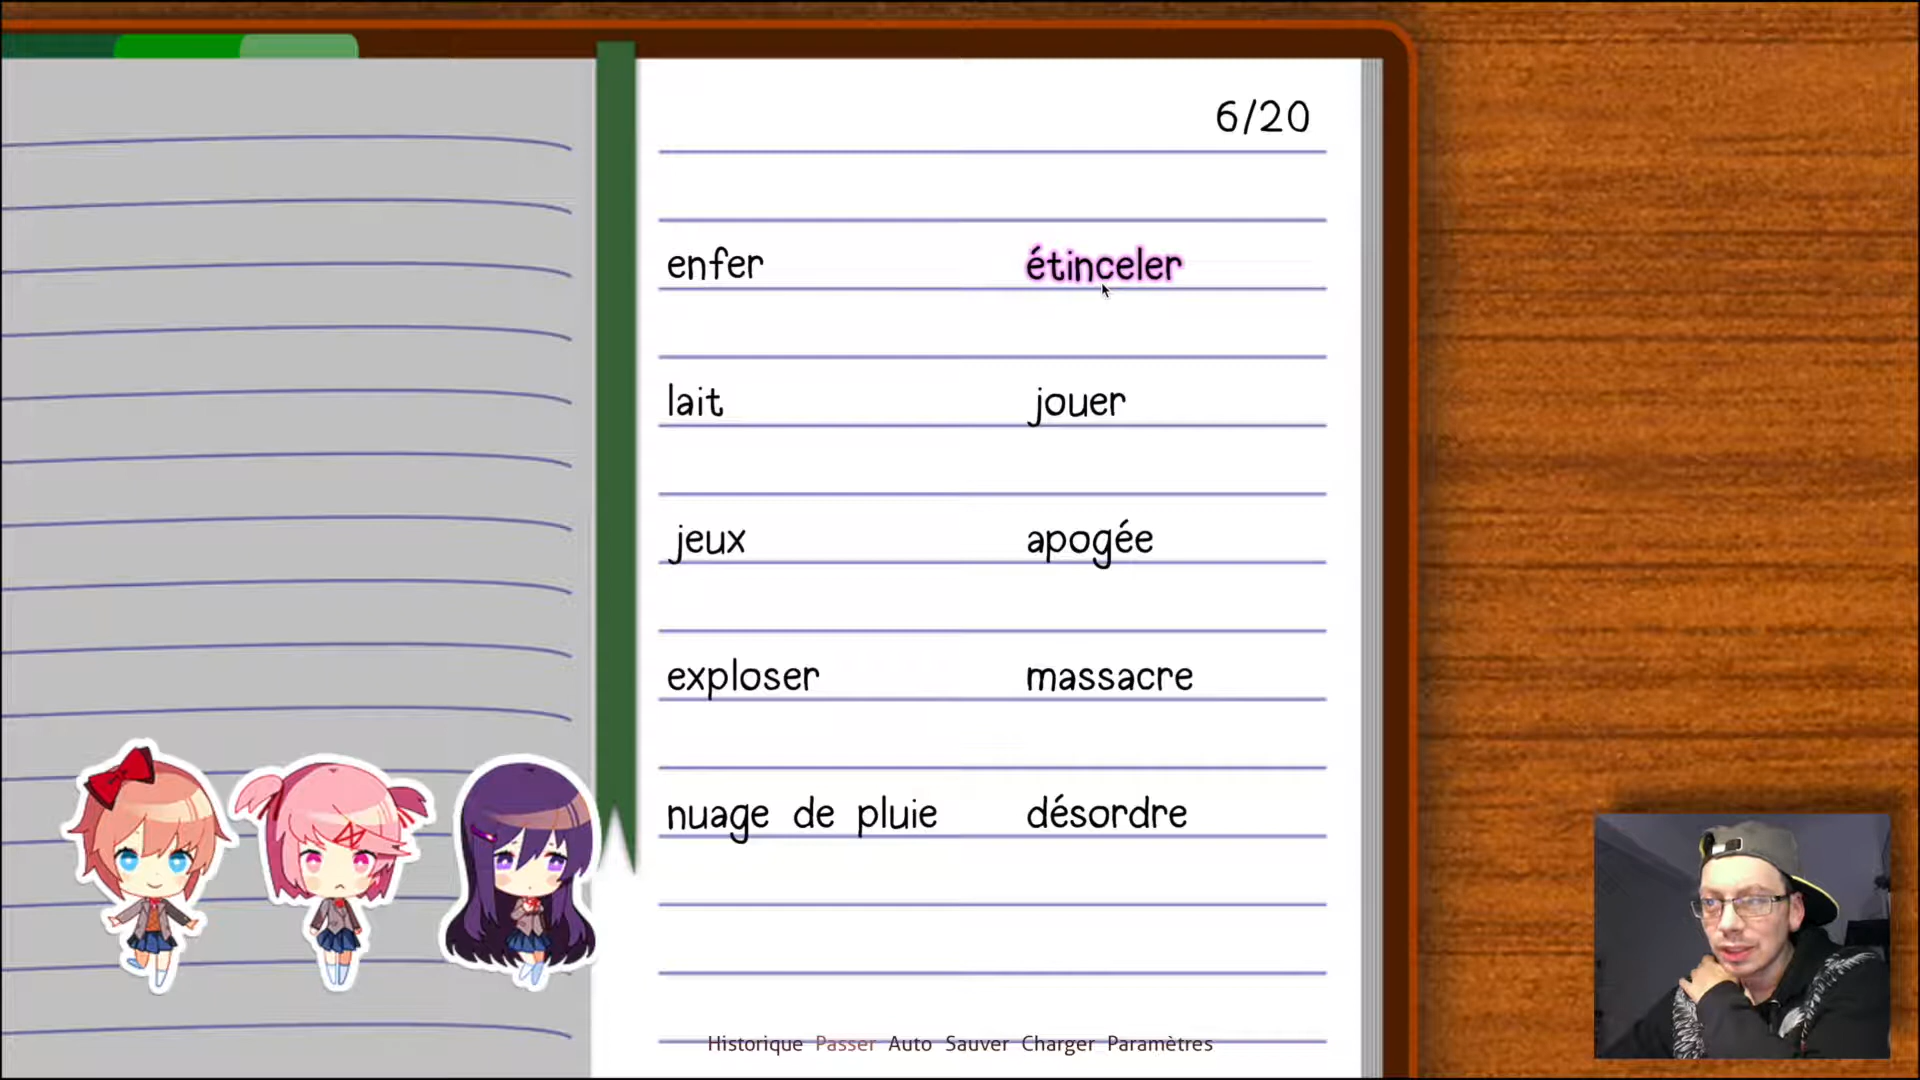 6/20
enfer étinceler
lait jouer
jeux apogée
exploser massacre
nuage de pluie désordre
Historique Passer Auto Sauver Charger Paramètres